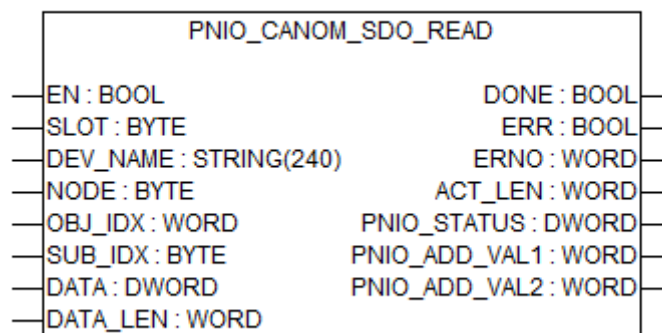 PNIO_CANOM_SDO_READ
EN : BOOL DONE : BOOL
SLOT : BYTE ERR : BOOL
DEV_NAME : STRING(240) ERNO : WORD
NODE : BYTE ACT_LEN : WORD
OBJ_IDX : WORD PNIO_STATUS : DWORD
SUB_IDX : BYTE PNIO_ADD_VAL1 : WORD
DATA : DWORD PNIO_ADD_VAL2 : WORD
DATA_LEN : WORD